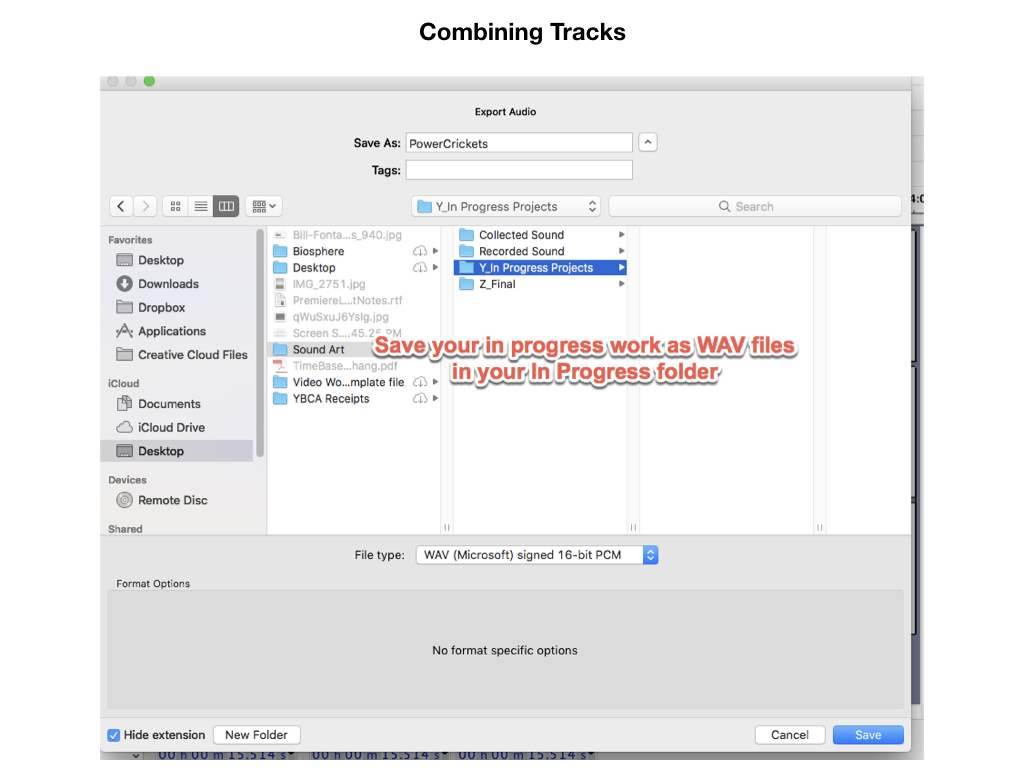 Combining Tracks
Export Audio
Save As: PowerCrickets
Tags:
Y_In Progress Projects
Search
4:0
Favorites
Desktop
Downloads
Dropbox
Applications
Creative Cloud Files
iCloud
Documents
iCloud Drive
Desktop
Devices
Remote Disc
Shared
Bill-Fonta...s_940.jpg
Biosphere
Desktop
IMG_2751.jpg
PremiereL...tNotes.rtf
qWuSxuJ6YsIg.jpg
Screen S....45.25 PM
Sound Art
TimeBase...hang.pdf
Video Wo...mplate file
YBCA Receipts
Collected Sound
Recorded Sound
Y_In Progress Projects
Z_Final
Save your in progress work as WAV files
in your In Progress folder
File type: WAV (Microsoft) signed 16-bit PCM
Format Options
No format specific options
Hide extension New Folder Cancel Save
00 h 00 m 15.514 s 00 h 00 m 15.514 s 00 h 00 m 15.514 s